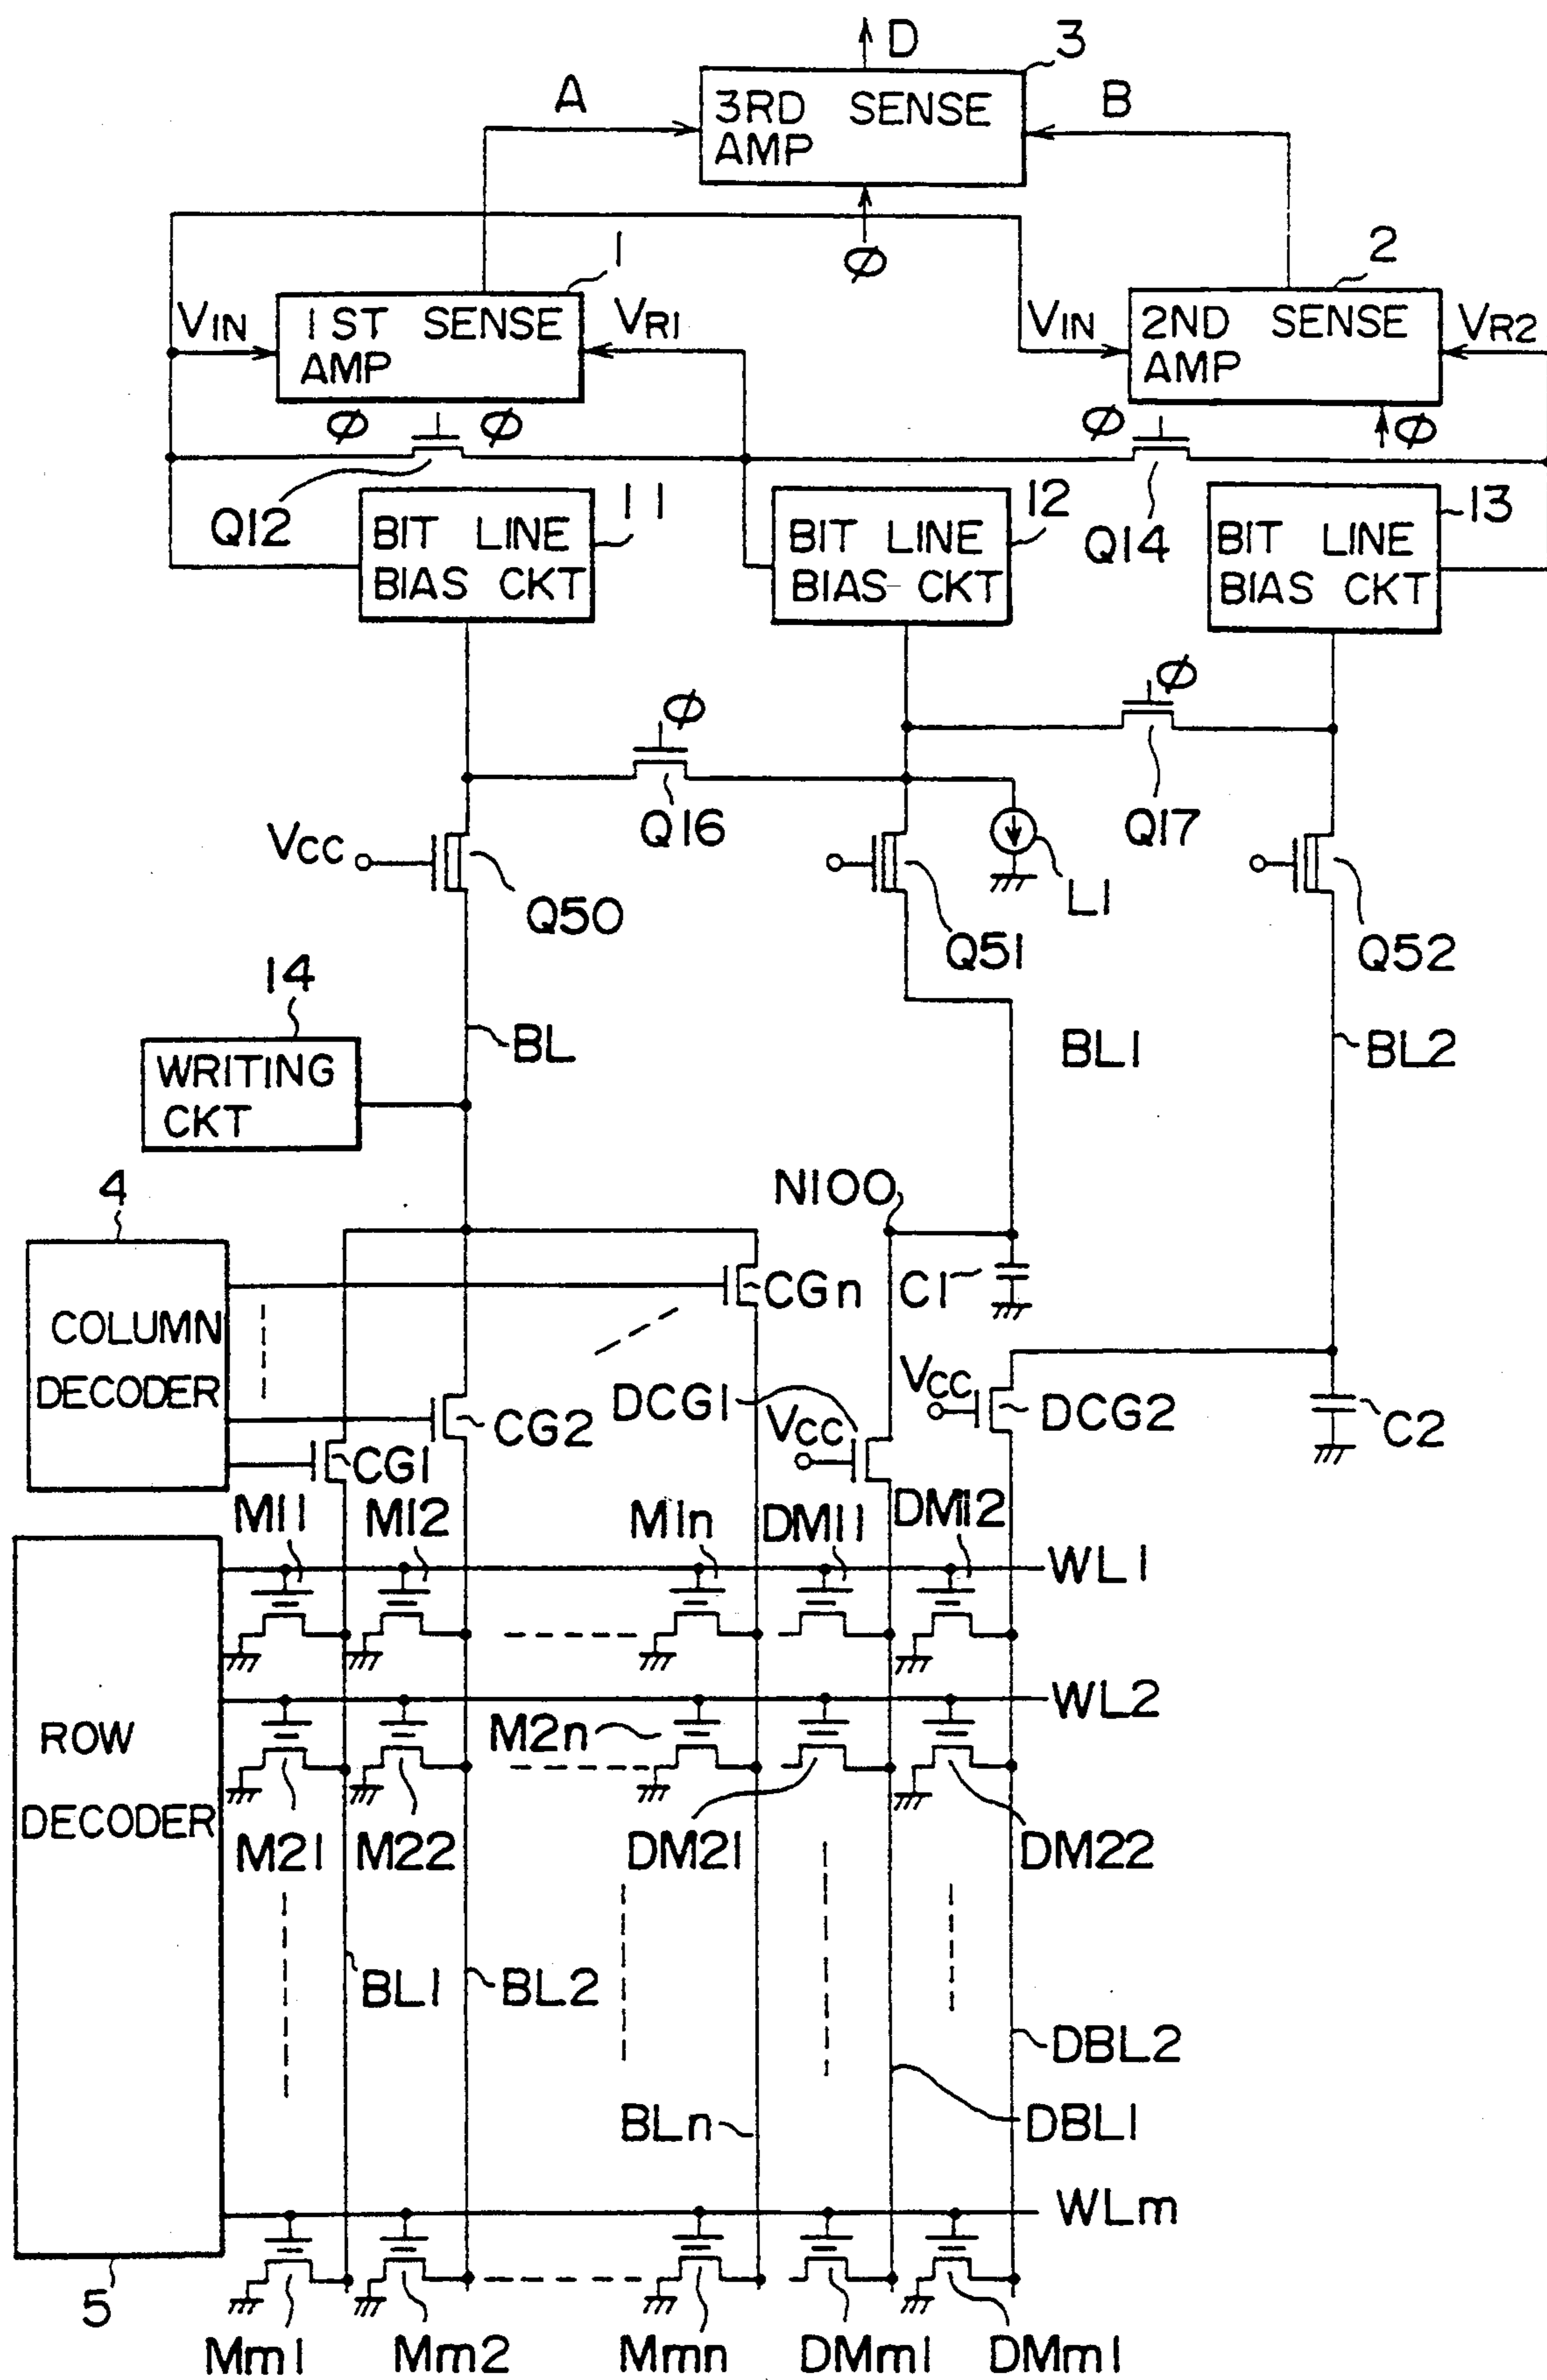 D
3
A
3RD SENSE
AMP
B
Ø
1
2
VIN
1ST SENSE
AMP
VR1
VIN
2ND SENSE
AMP
VR2
Ø
Ø
Ø
Ø
Q12
11
BIT LINE
BIAS CKT
12
BIT LINE
BIAS CKT
Q14
13
BIT LINE
BIAS CKT
Ø
Ø
Q16
Q17
VCC
Q50
Q51
L1
Q52
14
WRITING
CKT
BL
BL1
BL2
N100
4
COLUMN
DECODER
CGn
C1
CG2
CG1
DCG1
VCC
VCC
DCG2
C2
M11
M12
M1n
DM11
DM12
WL1
WL2
ROW
DECODER
M2n
M21
M22
DM21
DM22
BL1
BL2
DBL2
BLn
DBL1
WLm
5
Mm1
Mm2
Mmn
DMm1
DMm1